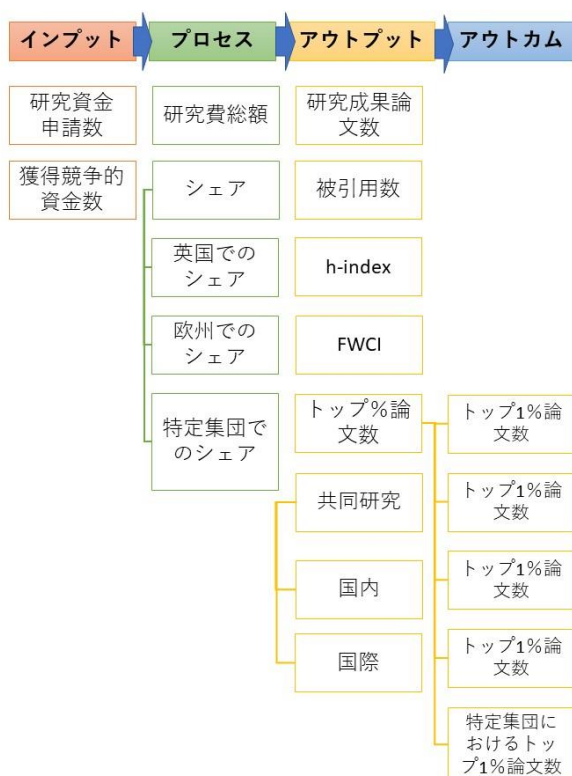 インプット
プロセス
アウトプット
アウトカム
研究資金
申請数
研究費総額
研究成果論
文数
獲得競争的
資金数
シェア
被引用数
英国での
シェア
h-index
欧州での
シェア
FWCI
特定集団で
のシェア
トップ%論
文数
トップ1%論
文数
共同研究
トップ1%論
文数
国内
トップ1%論
文数
国際
トップ1%論
文数
特定集団に
おけるトッ
プ1%論文数